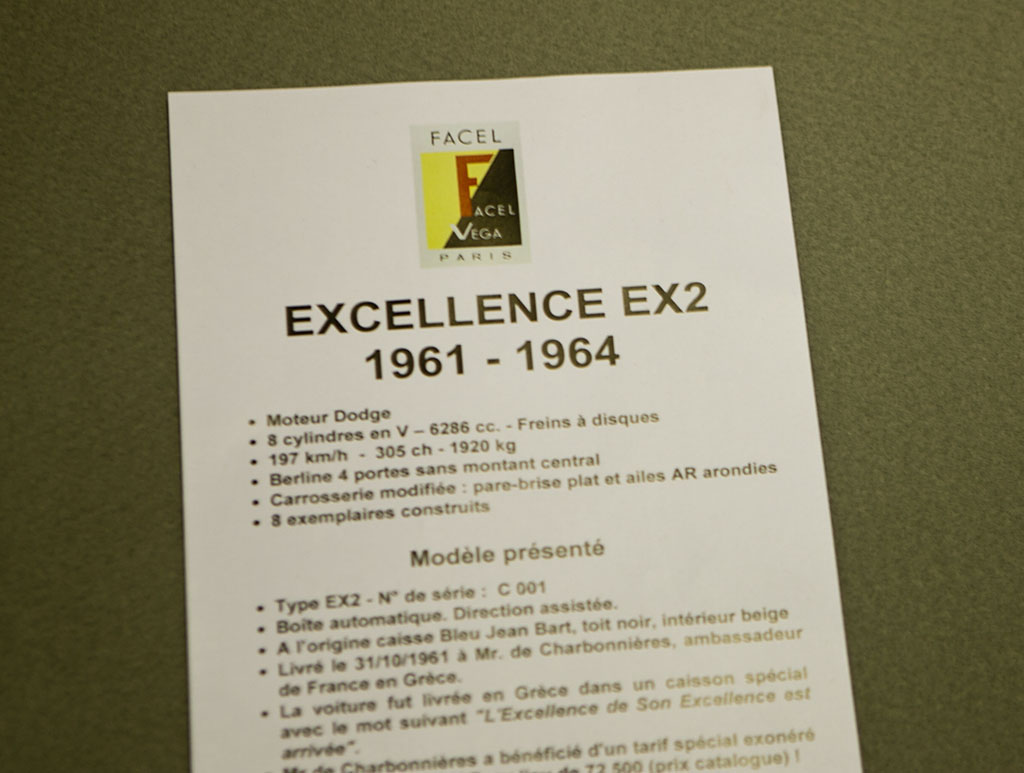 FACEL
FACEL
VEGA
PARIS
EXCELLENCE EX2
1961 - 1964
• Moteur Dodge
• 8 cylindres en V – 6286 cc. - Freins à disques
• 197 km/h - 305 ch - 1920 kg
• Berline 4 portes sans montant central
• Carrosserie modifiée : pare-brise plat et ailes AR arondies
• 8 exemplaires construits
Modèle présenté
• Type EX2 - N° de série : C 001
• Boîte automatique. Direction assistée.
• A l'origine caisse Bleu Jean Bart, toit noir, intérieur beige
• Livré le 31/10/1961 à Mr. de Charbonnières, ambassadeur
de France en Grèce.
• La voiture fut livrée en Grèce dans un caisson spécial
avec le mot suivant "L'Excellence de Son Excellence est
arrivée".
• Mr de Charbonnières a bénéficié d'un tarif spécial exonéré
lieu de 72 500 (prix catalogue) !